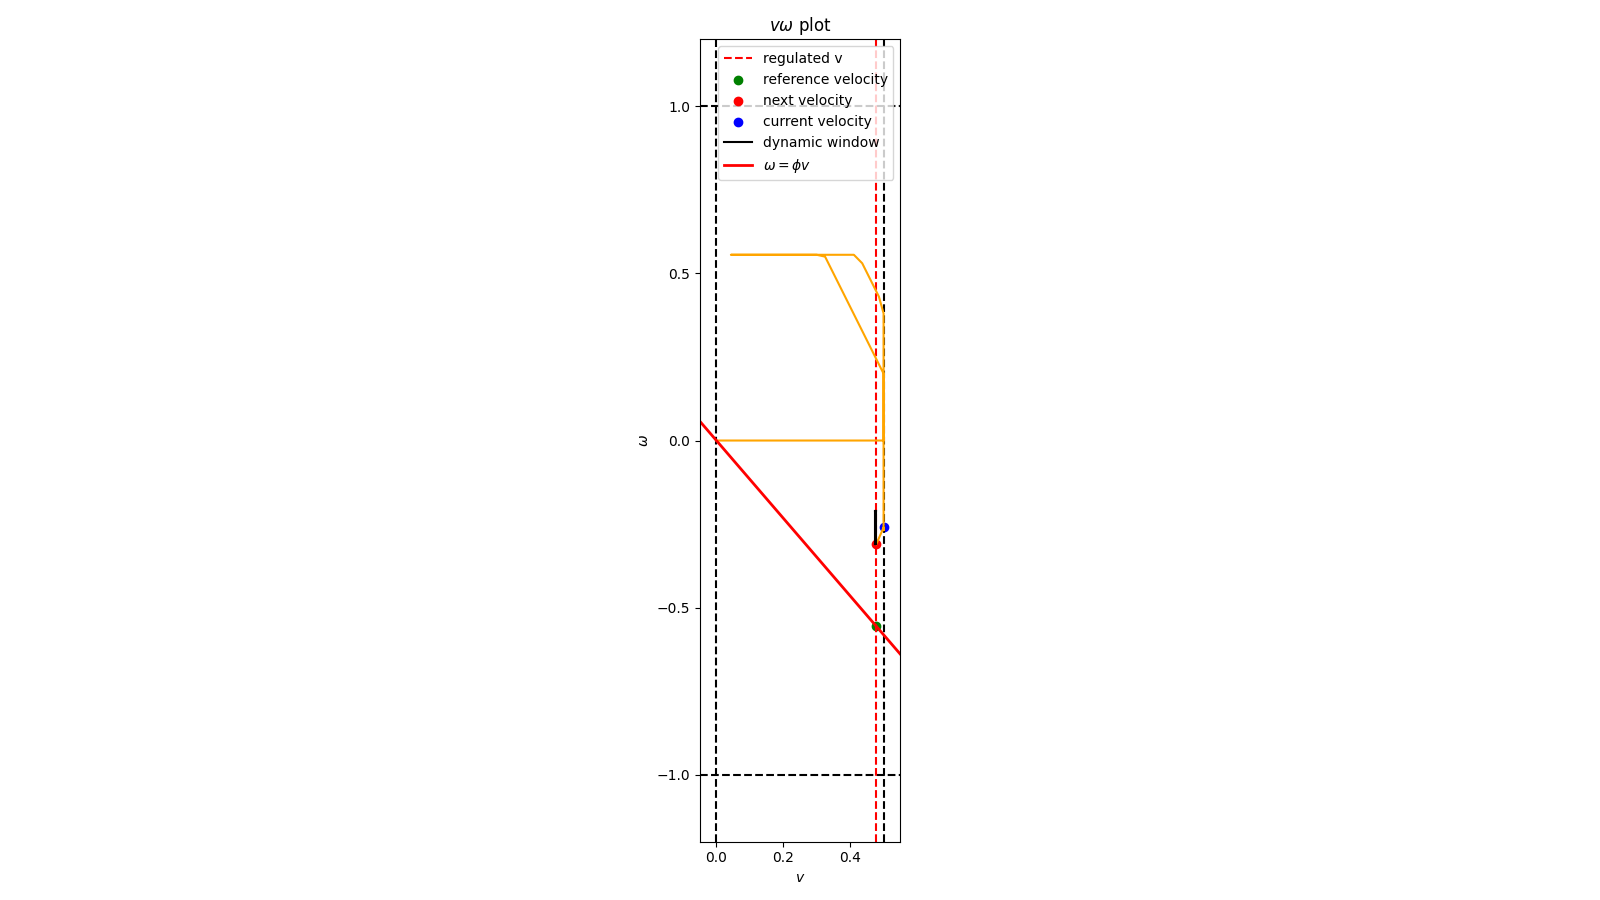 vω plot
regulated v
reference velocity
next velocity
current velocity
dynamic window
ω = ϕv
1.0
0.5
0.0
−0.5
−1.0
ω
0.0 0.2 0.4
v